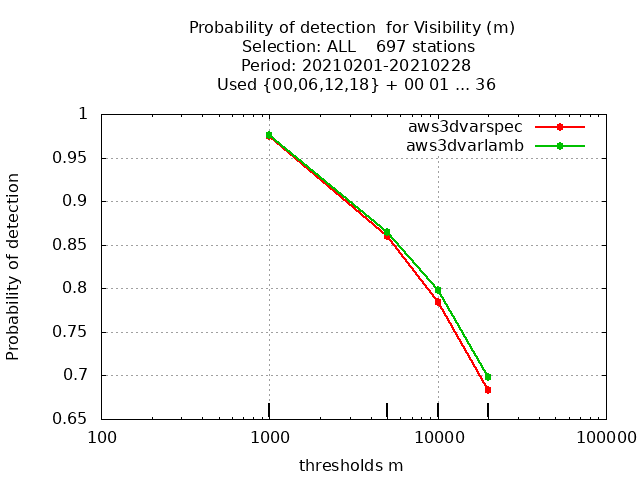 Probability of detection  for Visibility (m)
Selection: ALL    697 stations
Period: 20210201-20210228
Used {00,06,12,18} + 00 01 ... 36
aws3dvarspec
aws3dvarlamb
Probability of detection
1
0.95
0.9
0.85
0.8
0.75
0.7
0.65
100
1000
10000
100000
thresholds m